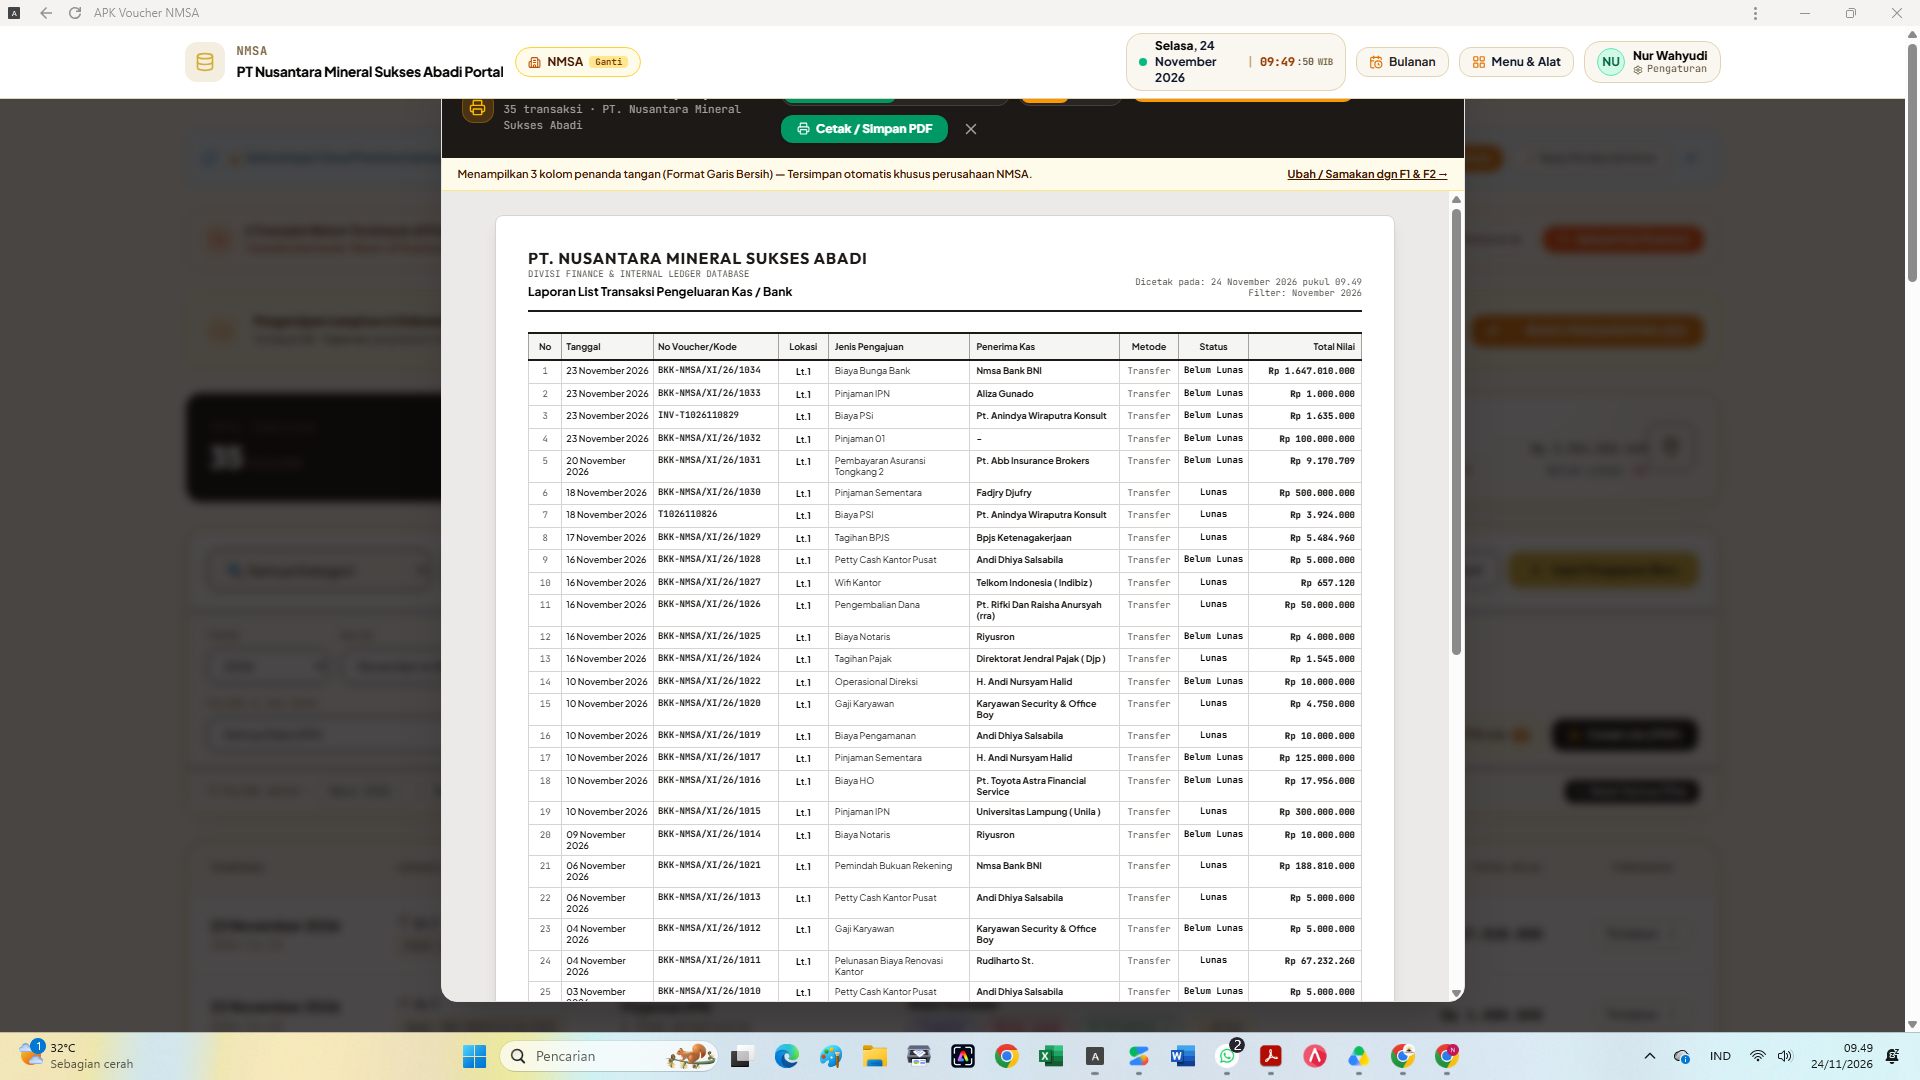 APK Voucher NMSA
NMSA
PT Nusantara Mineral Sukses Abadi Portal
NMSA Ganti
Selasa, 24 November 2026 | 09:49:50 WIB
Bulanan
Menu & Alat
NU
Nur Wahyudi
Pengaturan
35 transaksi · PT. Nusantara Mineral
Sukses Abadi
Cetak / Simpan PDF
Menampilkan 3 kolom penanda tangan (Format Garis Bersih) — Tersimpan otomatis khusus perusahaan NMSA.
Ubah / Samakan dgn F1 & F2 →
PT. NUSANTARA MINERAL SUKSES ABADI
DIVISI FINANCE & INTERNAL LEDGER DATABASE
Laporan List Transaksi Pengeluaran Kas / Bank
Dicetak pada: 24 November 2026 pukul 09.49
Filter: November 2026
No Tanggal No Voucher/Kode Lokasi Jenis Pengajuan Penerima Kas Metode Status Total Nilai
1 23 November 2026 BKK-NMSA/XI/26/1034 Lt.1 Biaya Bunga Bank Nmsa Bank BNI Transfer Belum Lunas Rp 1.647.010.000
2 23 November 2026 BKK-NMSA/XI/26/1033 Lt.1 Pinjaman IPN Aliza Gunado Transfer Belum Lunas Rp 1.000.000
3 23 November 2026 INV-T1026110829 Lt.1 Biaya PSi Pt. Anindya Wiraputra Konsult Transfer Belum Lunas Rp 1.635.000
4 23 November 2026 BKK-NMSA/XI/26/1032 Lt.1 Pinjaman 01 - Transfer Belum Lunas Rp 100.000.000
5 20 November 2026 BKK-NMSA/XI/26/1031 Lt.1 Pembayaran Asuransi Tongkang 2 Pt. Abb Insurance Brokers Transfer Belum Lunas Rp 9.170.709
6 18 November 2026 BKK-NMSA/XI/26/1030 Lt.1 Pinjaman Sementara Fadjry Djufry Transfer Lunas Rp 500.000.000
7 18 November 2026 T1026110826 Lt.1 Biaya PSI Pt. Anindya Wiraputra Konsult Transfer Lunas Rp 3.924.000
8 17 November 2026 BKK-NMSA/XI/26/1029 Lt.1 Tagihan BPJS Bpjs Ketenagakerjaan Transfer Lunas Rp 5.484.960
9 16 November 2026 BKK-NMSA/XI/26/1028 Lt.1 Petty Cash Kantor Pusat Andi Dhiya Salsabila Transfer Belum Lunas Rp 5.000.000
10 16 November 2026 BKK-NMSA/XI/26/1027 Lt.1 Wifi Kantor Telkom Indonesia ( Indibiz ) Transfer Lunas Rp 657.120
11 16 November 2026 BKK-NMSA/XI/26/1026 Lt.1 Pengembalian Dana Pt. Rifki Dan Raisha Anursyah (rra) Transfer Lunas Rp 50.000.000
12 16 November 2026 BKK-NMSA/XI/26/1025 Lt.1 Biaya Notaris Riyusron Transfer Belum Lunas Rp 4.000.000
13 16 November 2026 BKK-NMSA/XI/26/1024 Lt.1 Tagihan Pajak Direktorat Jendral Pajak ( Djp ) Transfer Lunas Rp 1.545.000
14 10 November 2026 BKK-NMSA/XI/26/1022 Lt.1 Operasional Direksi H. Andi Nursyam Halid Transfer Belum Lunas Rp 10.000.000
15 10 November 2026 BKK-NMSA/XI/26/1020 Lt.1 Gaji Karyawan Karyawan Security & Office Boy Transfer Lunas Rp 4.750.000
16 10 November 2026 BKK-NMSA/XI/26/1019 Lt.1 Biaya Pengamanan Andi Dhiya Salsabila Transfer Lunas Rp 10.000.000
17 10 November 2026 BKK-NMSA/XI/26/1017 Lt.1 Pinjaman Sementara H. Andi Nursyam Halid Transfer Belum Lunas Rp 125.000.000
18 10 November 2026 BKK-NMSA/XI/26/1016 Lt.1 Biaya HO Pt. Toyota Astra Financial Service Transfer Belum Lunas Rp 17.956.000
19 10 November 2026 BKK-NMSA/XI/26/1015 Lt.1 Pinjaman IPN Universitas Lampung ( Unila ) Transfer Lunas Rp 300.000.000
20 09 November 2026 BKK-NMSA/XI/26/1014 Lt.1 Biaya Notaris Riyusron Transfer Belum Lunas Rp 10.000.000
21 06 November 2026 BKK-NMSA/XI/26/1021 Lt.1 Pemindah Bukuan Rekening Nmsa Bank BNI Transfer Lunas Rp 188.810.000
22 06 November 2026 BKK-NMSA/XI/26/1013 Lt.1 Petty Cash Kantor Pusat Andi Dhiya Salsabila Transfer Lunas Rp 5.000.000
23 04 November 2026 BKK-NMSA/XI/26/1012 Lt.1 Gaji Karyawan Karyawan Security & Office Boy Transfer Belum Lunas Rp 5.000.000
24 04 November 2026 BKK-NMSA/XI/26/1011 Lt.1 Pelunasan Biaya Renovasi Kantor Rudiharto St. Transfer Lunas Rp 67.232.260
25 03 November BKK-NMSA/XI/26/1010 Lt.1 Petty Cash Kantor Pusat Andi Dhiya Salsabila Transfer Belum Lunas Rp 5.000.000
35
1
32°C
Sebagian cerah
Pencarian
2
IND
09.49
24/11/2026